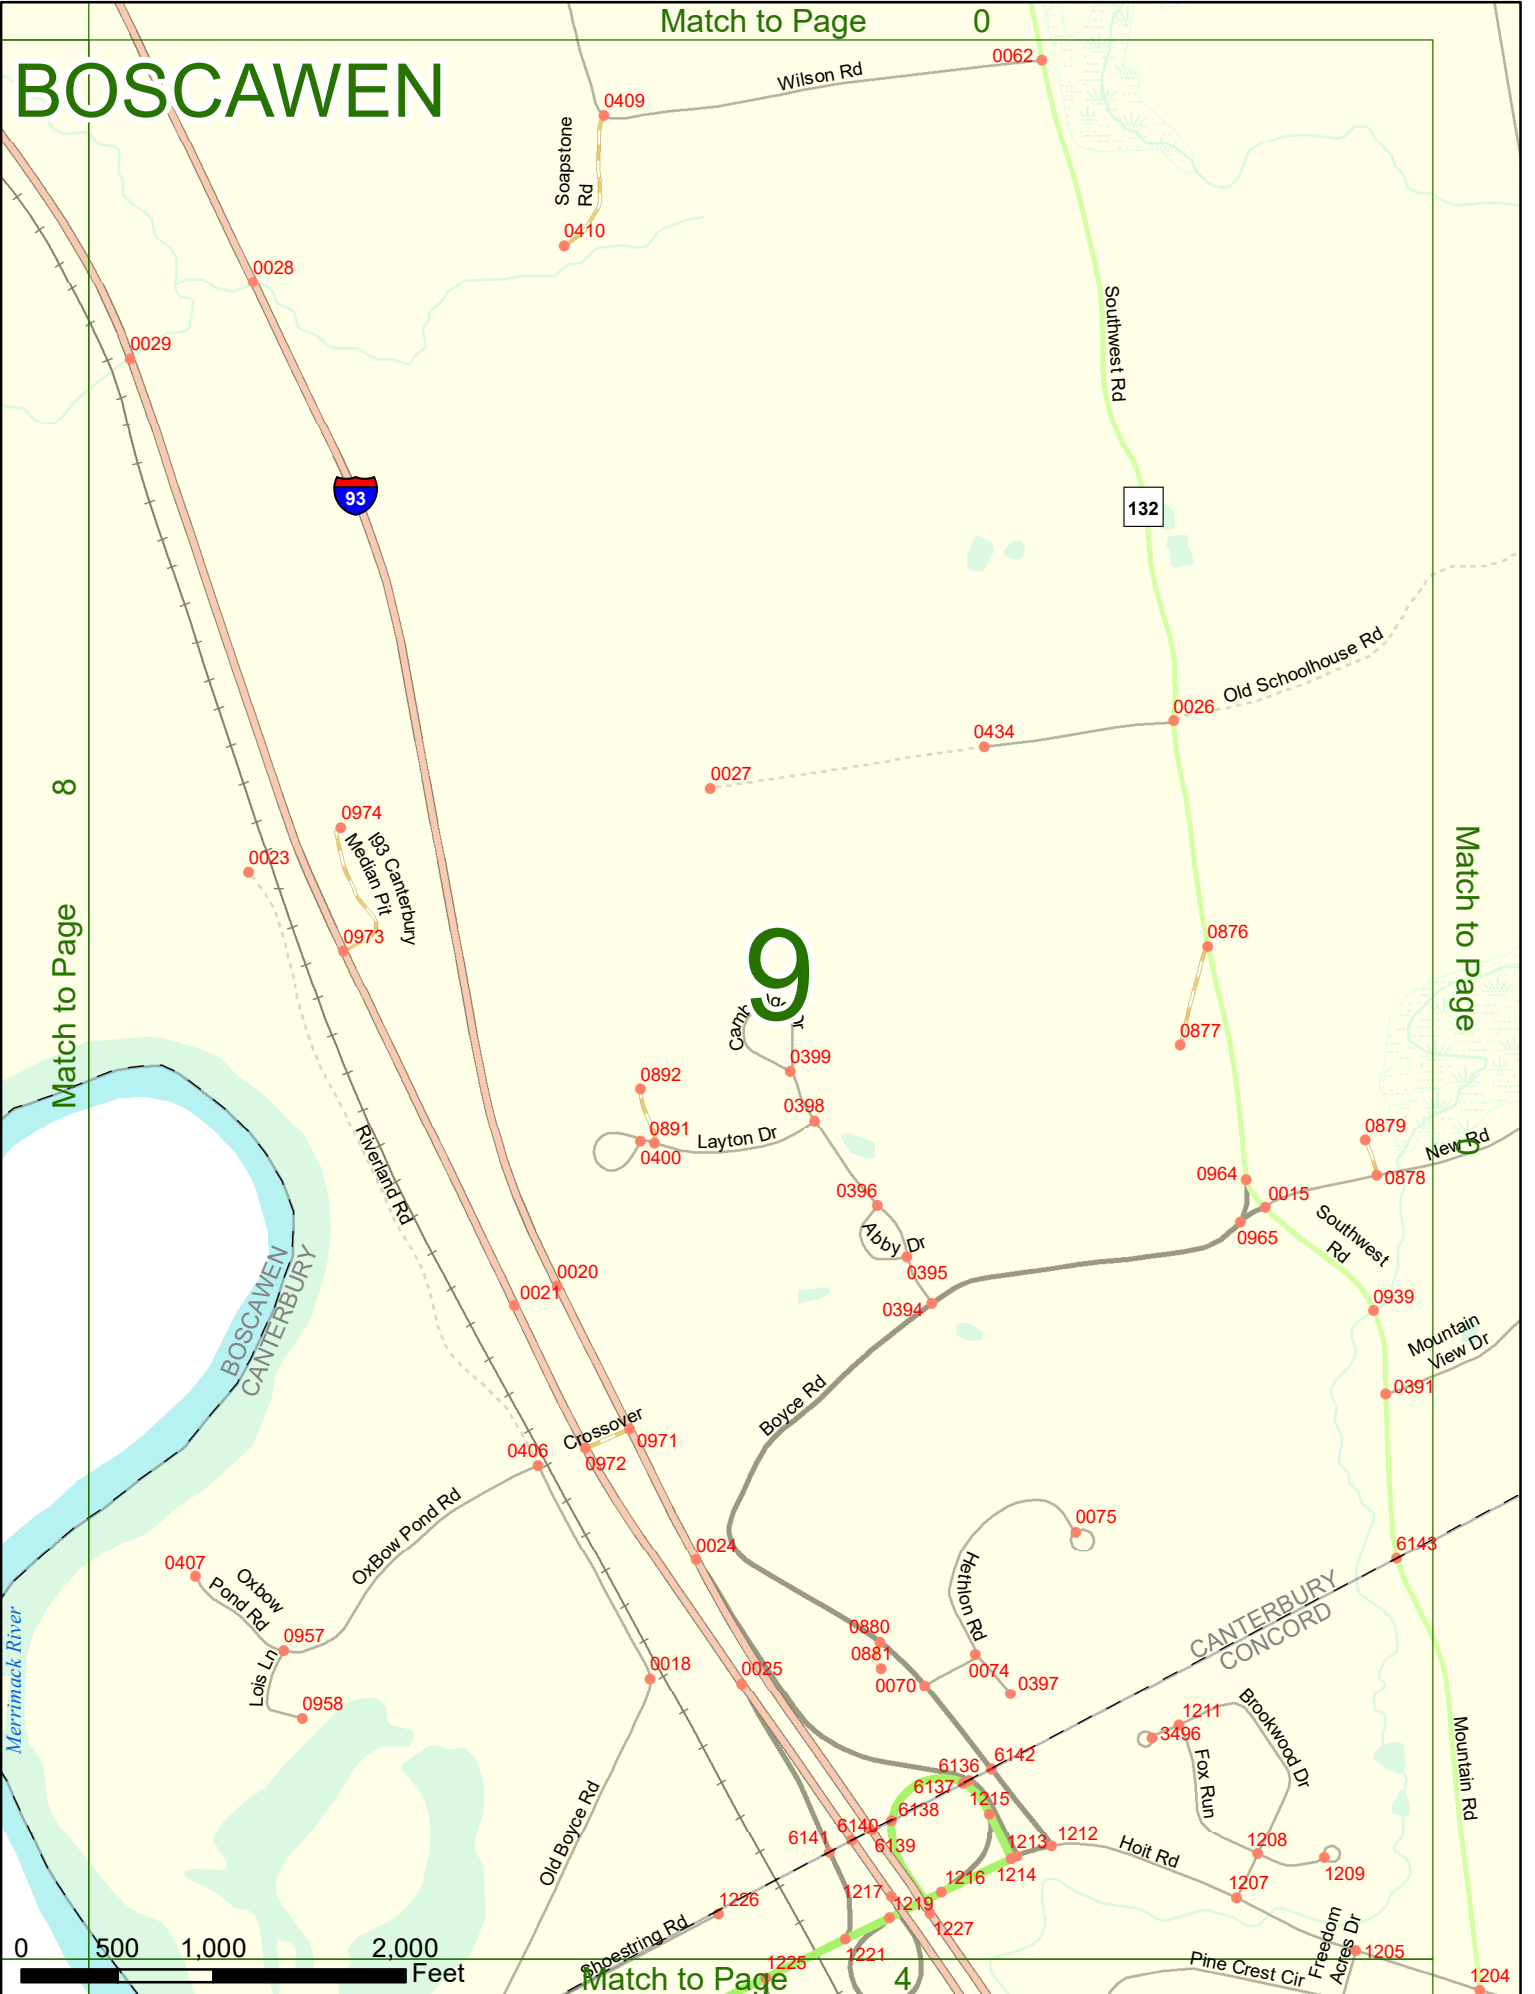 Match to Page 0
BOSCAWEN
0062
Wilson Rd
0409
Soapstone
Rd
0410
0028
Southwest Rd
0029
93
132
Old Schoolhouse Rd
0026
0434
0027
8
0974
I93 Canterbury
Median Pit
0023
0973
Match to Page
Match to Page
D
9
0876
0877
0399
0892
0398
0891
Layton Dr
0400
0879
New Rd
0878
Riverland Rd
0964
0015
0396
Southwest
Rd
0965
Abby Dr
0395
BOSCAWEN
CANTERBURY
0020
0021
0394
0939
Mountain
View Dr
0391
Boyce Rd
Crossover
0971
0406
0972
OxBow Pond Rd
0075
0024
6143
0407
Oxbow
Pond Rd
Hethlon Rd
CANTERBURY
CONCORD
0880
0957
0881
0074
Lois Ln
0018
0025
0070
0397
0958
Merrimack River
1211
Brookwood Dr
3496
Mountain Rd
Fox Run
6142
6136
6137
1215
Old Boyce Rd
6138
6140
6141
6139
1213
1212
Hoit Rd
1208
1214
1209
1216
1217
1207
1226
1219
1227
Shoestring Rd
1221
Freedom
Acres Dr
1205
0 500 1,000 2,000
Feet
1225
Pine Crest Cir
1204
Match to Page 4